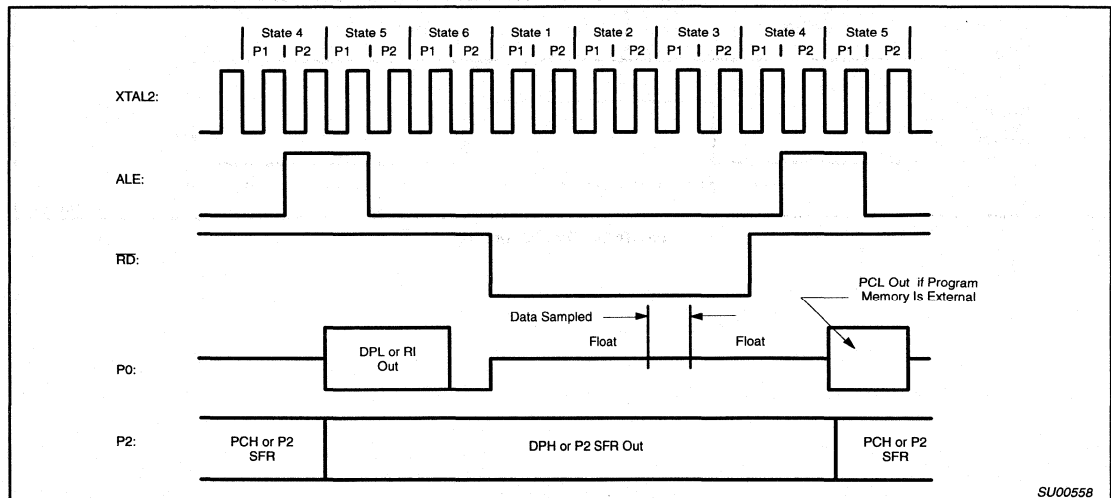 State 4 State 5 State 6 State 1 State 2 State 3 State 4 State 5
P1 P2 P1 P2 P1 P2 P1 P2 P1 P2 P1 P2 P1 P2 P1 P2
XTAL2:
ALE:
RD:
PCL Out if Program
Memory Is External
Data Sampled
P0:
DPL or RI
Out
Float
Float
P2:
PCH or P2
SFR
DPH or P2 SFR Out
PCH or P2
SFR
SU00558